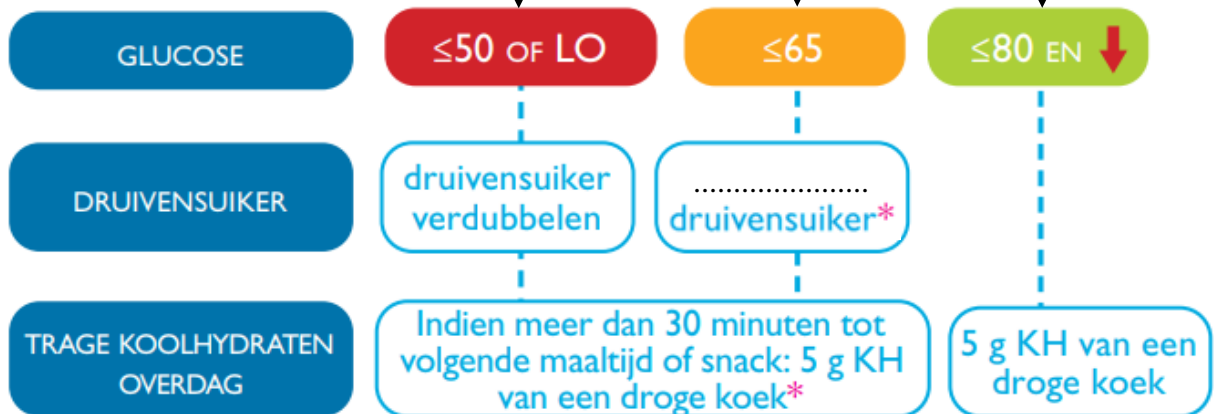 GLUCOSE
≤50 OF LO
≤65
≤80 EN
DRUIVENSUIKER
druivensuiker
verdubbelen
......................
druivensuiker*
TRAGE KOOLHYDRATEN
OVERDAG
Indien meer dan 30 minuten tot
volgende maaltijd of snack: 5 g KH
van een droge koek*
5 g KH van een
droge koek